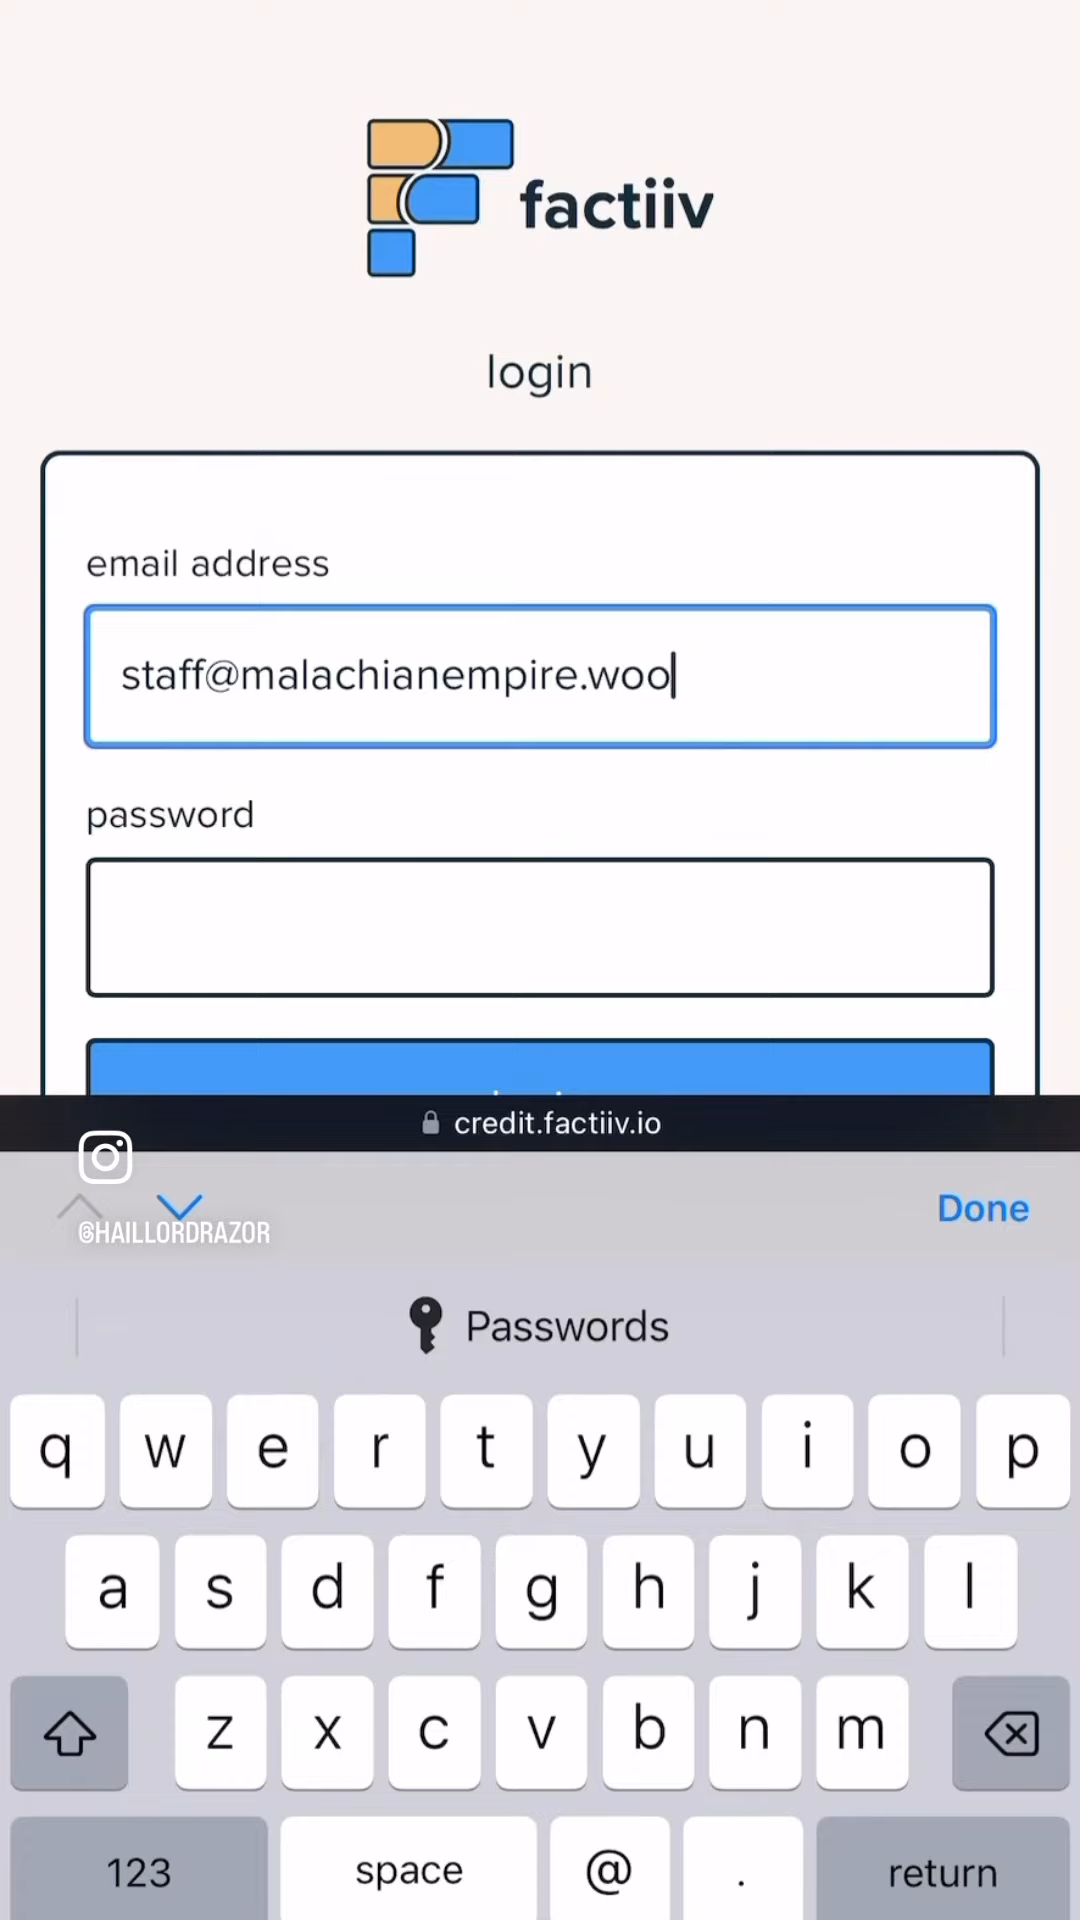 factiiv
login
email address
staff@malachianempire.woo
password
credit.factiiv.io
Done
@HAILLORDRAZOR
Passwords
q w e r t y u i o p
a s d f g h j k l
z x c v b n m
123 space @ . return